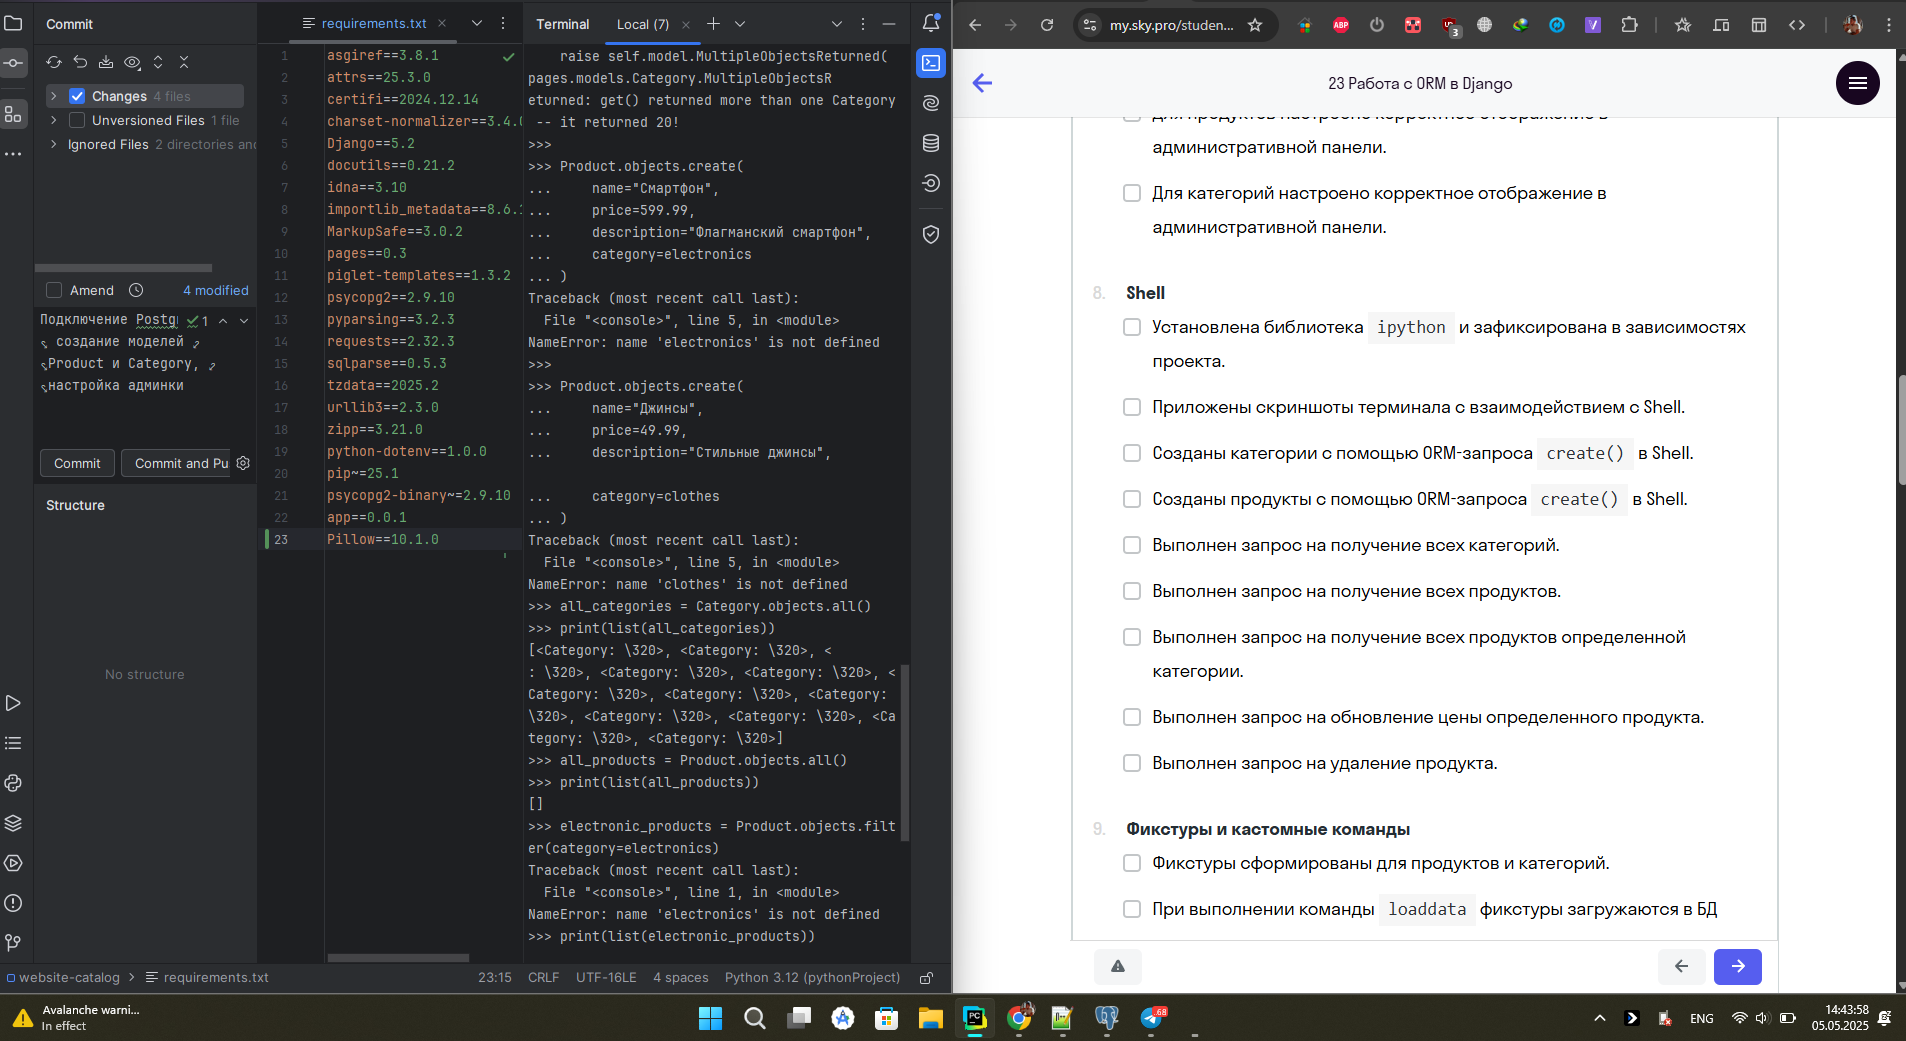 Commit
Changes 4 files
Unversioned Files 1 file
Ignored Files 2 directories and
Amend
4 modified
Подключение Postg
1
создание моделей
Product и Category,
настройка админки
Commit
Commit and Pu
Structure
No structure
requirements.txt
1 asgiref==3.8.1
2 attrs==25.3.0
3 certifi==2024.12.14
4 charset-normalizer==3.4.0
5 Django==5.2
6 docutils==0.21.2
7 idna==3.10
8 importlib_metadata==8.6.1
9 MarkupSafe==3.0.2
10 pages==0.3
11 piglet-templates==1.3.2
12 psycopg2==2.9.10
13 pyparsing==3.2.3
14 requests==2.32.3
15 sqlparse==0.5.3
16 tzdata==2025.2
17 urllib3==2.3.0
18 zipp==3.21.0
19 python-dotenv==1.0.0
20 pip~=25.1
21 psycopg2-binary~=2.9.10
22 app==0.0.1
23 Pillow==10.1.0
Terminal
Local (7)
raise self.model.MultipleObjectsReturned(
pages.models.Category.MultipleObjectsR
eturned: get() returned more than one Category
-- it returned 20!
>>>
>>> Product.objects.create(
... name="Смартфон",
... price=599.99,
... description="Флагманский смартфон",
... category=electronics
... )
Traceback (most recent call last):
File "<console>", line 5, in <module>
NameError: name 'electronics' is not defined
>>>
>>> Product.objects.create(
... name="Джинсы",
... price=49.99,
... description="Стильные джинсы",
... category=clothes
... )
Traceback (most recent call last):
File "<console>", line 5, in <module>
NameError: name 'clothes' is not defined
>>> all_categories = Category.objects.all()
>>> print(list(all_categories))
[<Category: \320>, <Category: \320>, <
: \320>, <Category: \320>, <Category: \320>, <
Category: \320>, <Category: \320>, <Category:
\320>, <Category: \320>, <Category: \320>, <Ca
tegory: \320>, <Category: \320>]
>>> all_products = Product.objects.all()
>>> print(list(all_products))
[]
>>> electronic_products = Product.objects.filt
er(category=electronics)
Traceback (most recent call last):
File "<console>", line 1, in <module>
NameError: name 'electronics' is not defined
>>> print(list(electronic_products))
website-catalog > requirements.txt
23:15 CRLF UTF-16LE 4 spaces Python 3.12 (pythonProject)
my.sky.pro/studen...
ABP
3
23 Работа с ORM в Django
Для продуктов настроено корректное отображение в
административной панели.
Для категорий настроено корректное отображение в
административной панели.
8. Shell
Установлена библиотека ipython и зафиксирована в зависимостях
проекта.
Приложены скриншоты терминала с взаимодействием с Shell.
Созданы категории с помощью ORM-запроса create() в Shell.
Созданы продукты с помощью ORM-запроса create() в Shell.
Выполнен запрос на получение всех категорий.
Выполнен запрос на получение всех продуктов.
Выполнен запрос на получение всех продуктов определенной
категории.
Выполнен запрос на обновление цены определенного продукта.
Выполнен запрос на удаление продукта.
9. Фикстуры и кастомные команды
Фикстуры сформированы для продуктов и категорий.
При выполнении команды loaddata фикстуры загружаются в БД
Avalanche warni...
In effect
PC
.68
ENG
14:43:58
05.05.2025